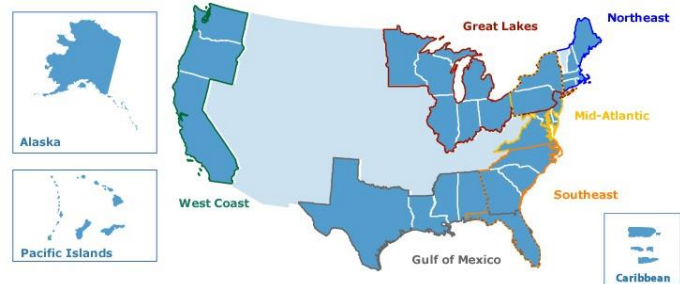 Northeast
Great Lakes
Mid-Atlantic
Alaska
Southeast
West Coast
Gulf of Mexico
Pacific Islands
Caribbean